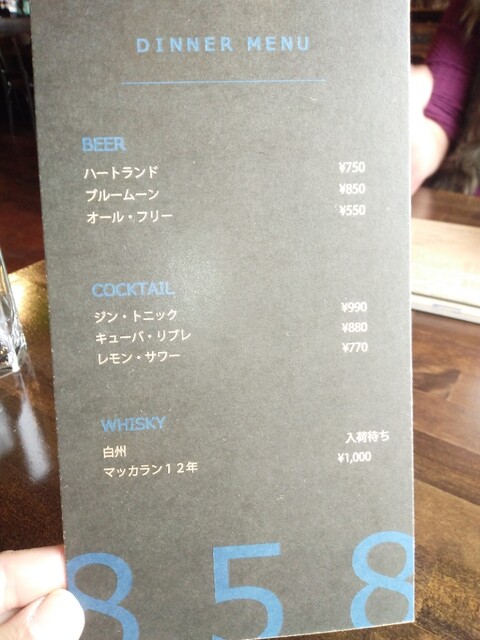 DINNER MENU
BEER
ハートランド ¥750
ブルームーン ¥850
オール・フリー ¥550
COCKTAIL
ジン・トニック ¥990
キューバ・リブレ ¥880
レモン・サワー ¥770
WHISKY
白州 入荷待ち
マッカラン１２年 ¥1,000
858